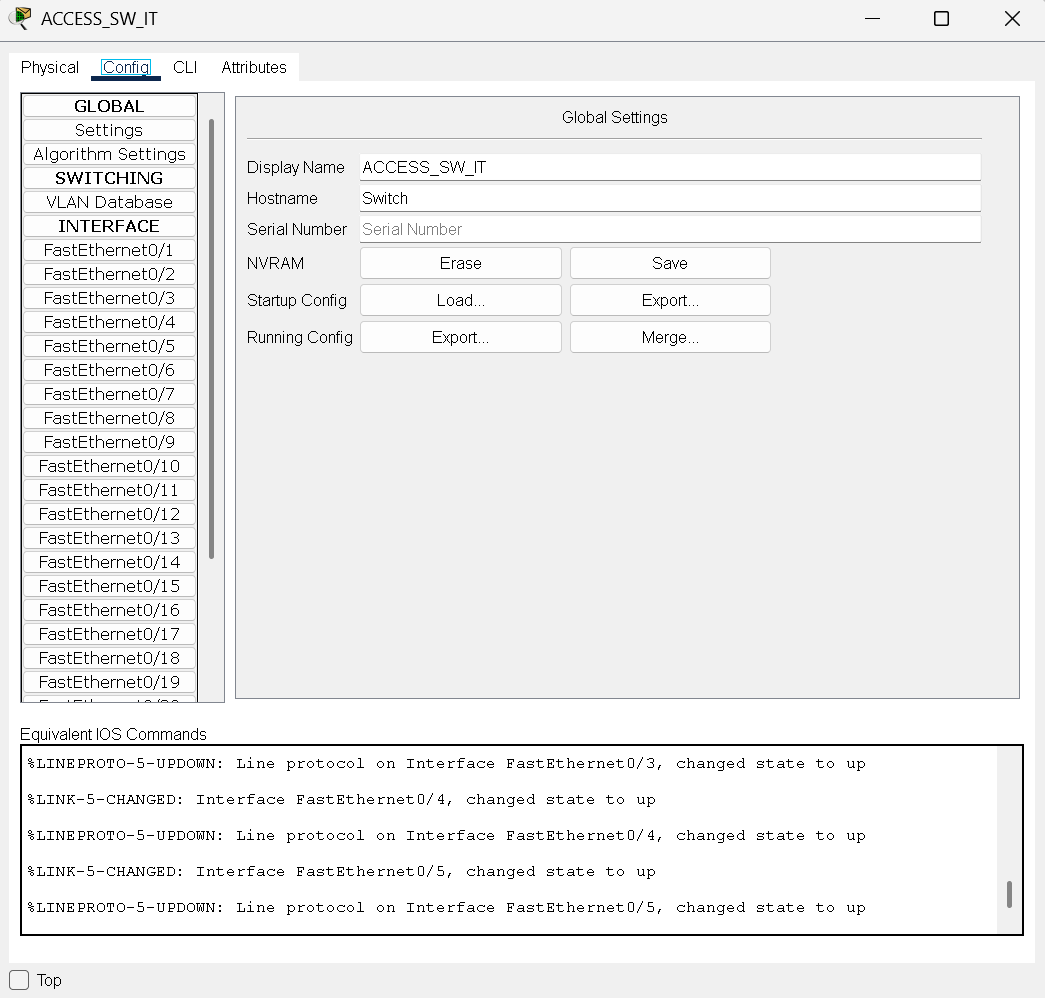 ACCESS_SW_IT
Physical Config CLI Attributes
GLOBAL
Settings
Algorithm Settings
SWITCHING
VLAN Database
INTERFACE
FastEthernet0/1
FastEthernet0/2
FastEthernet0/3
FastEthernet0/4
FastEthernet0/5
FastEthernet0/6
FastEthernet0/7
FastEthernet0/8
FastEthernet0/9
FastEthernet0/10
FastEthernet0/11
FastEthernet0/12
FastEthernet0/13
FastEthernet0/14
FastEthernet0/15
FastEthernet0/16
FastEthernet0/17
FastEthernet0/18
FastEthernet0/19
Global Settings
Display Name ACCESS_SW_IT
Hostname Switch
Serial Number Serial Number
NVRAM Erase Save
Startup Config Load... Export...
Running Config Export... Merge...
Equivalent IOS Commands
%LINEPROTO-5-UPDOWN: Line protocol on Interface FastEthernet0/3, changed state to up
%LINK-5-CHANGED: Interface FastEthernet0/4, changed state to up
%LINEPROTO-5-UPDOWN: Line protocol on Interface FastEthernet0/4, changed state to up
%LINK-5-CHANGED: Interface FastEthernet0/5, changed state to up
%LINEPROTO-5-UPDOWN: Line protocol on Interface FastEthernet0/5, changed state to up
Top